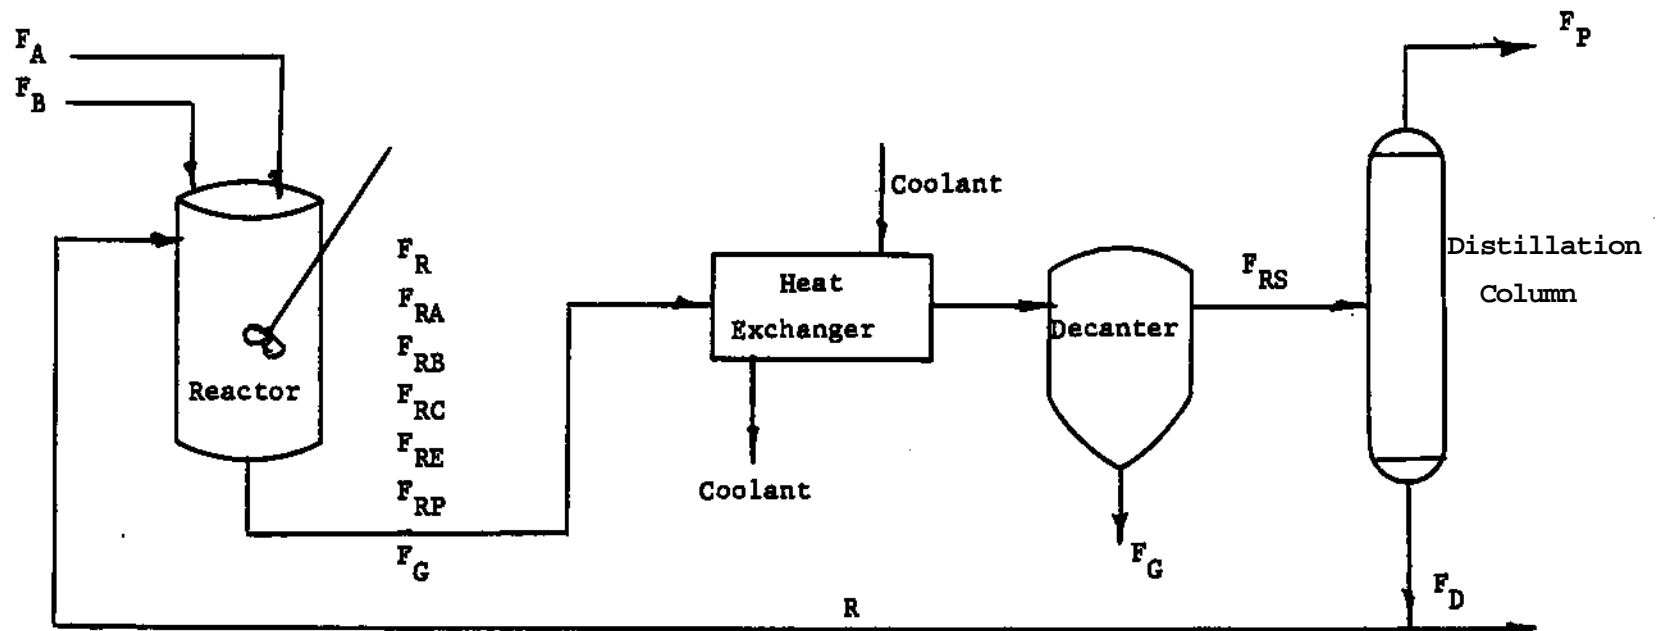 F_A
F_B
F_P
Coolant
Distillation
Column
F_R
F_RA
F_RB
F_RC
F_RE
F_RP
F_G
Heat
Exchanger
F_RS
Decanter
Reactor
Coolant
F_G
F_D
R